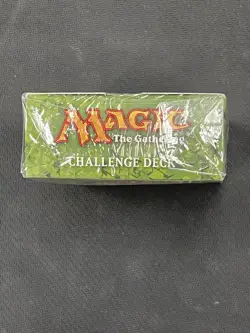 MAGIC
The Gathering
CHALLENGE DECK